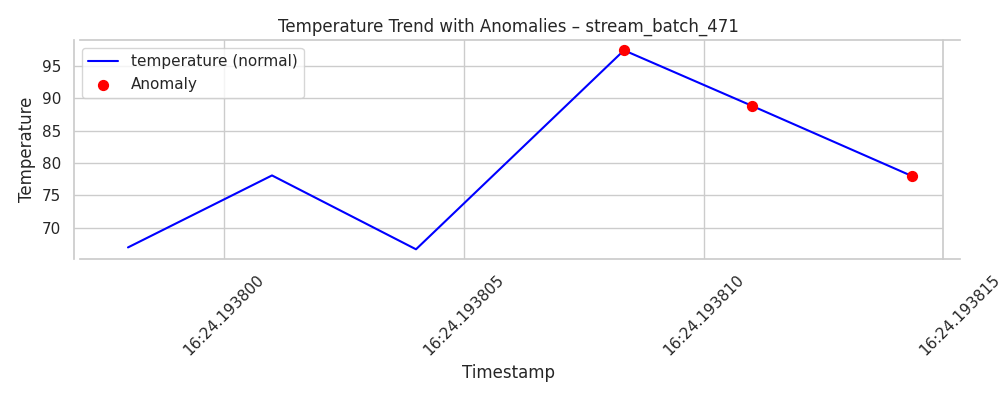 Temperature Trend with Anomalies – stream_batch_471
temperature (normal)
Anomaly
Temperature
95
90
85
80
75
70
16:24.193800
16:24.193805
16:24.193810
16:24.193815
Timestamp